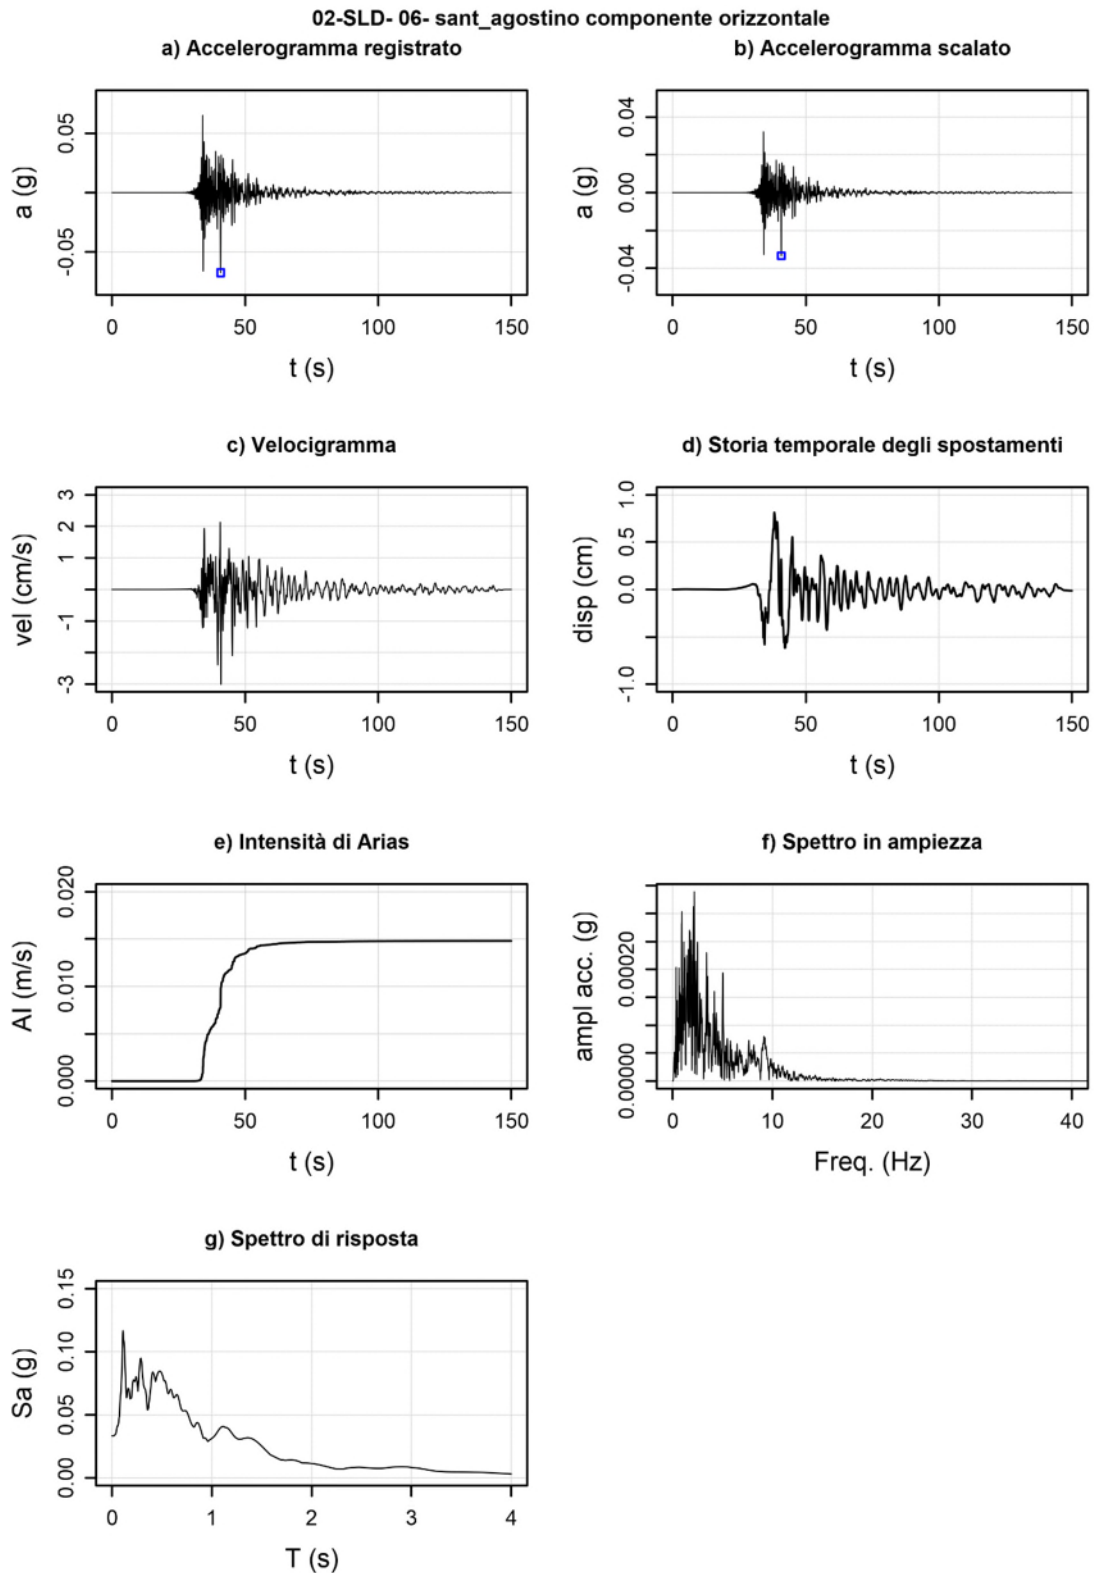 02-SLD- 06- sant_agostino componente orizzontale
a) Accelerogramma registrato
b) Accelerogramma scalato
a (g)
0.05
-0.05
0 50 100 150
t (s)
a (g)
0.04
0.00
-0.04
0 50 100 150
t (s)
c) Velocigramma
d) Storia temporale degli spostamenti
vel (cm/s)
3
2
1
-1
-3
0 50 100 150
t (s)
disp (cm)
1.0
0.5
0.0
-1.0
0 50 100 150
t (s)
e) Intensità di Arias
f) Spettro in ampiezza
AI (m/s)
0.020
0.010
0.000
0 50 100 150
t (s)
ampl acc. (g)
0.00020
0.00000
0 10 20 30 40
Freq. (Hz)
g) Spettro di risposta
Sa (g)
0.15
0.10
0.05
0.00
0 1 2 3 4
T (s)